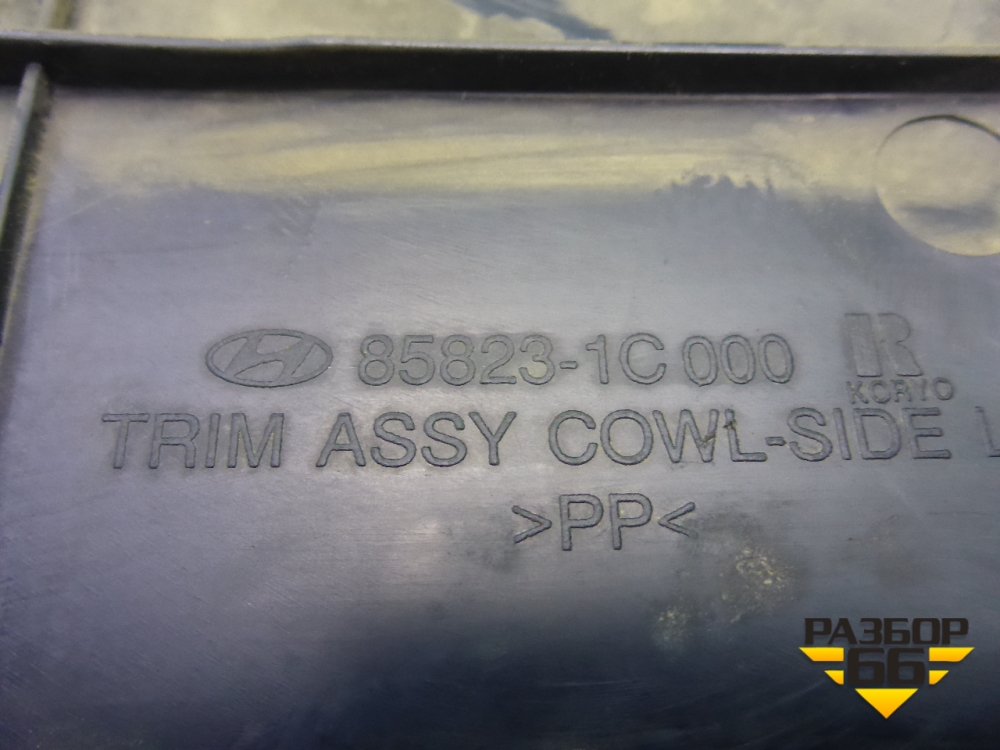 85823-1C000
KORYO
TRIM ASSY COWL-SIDE L
>PP<
РАЗБОР
66